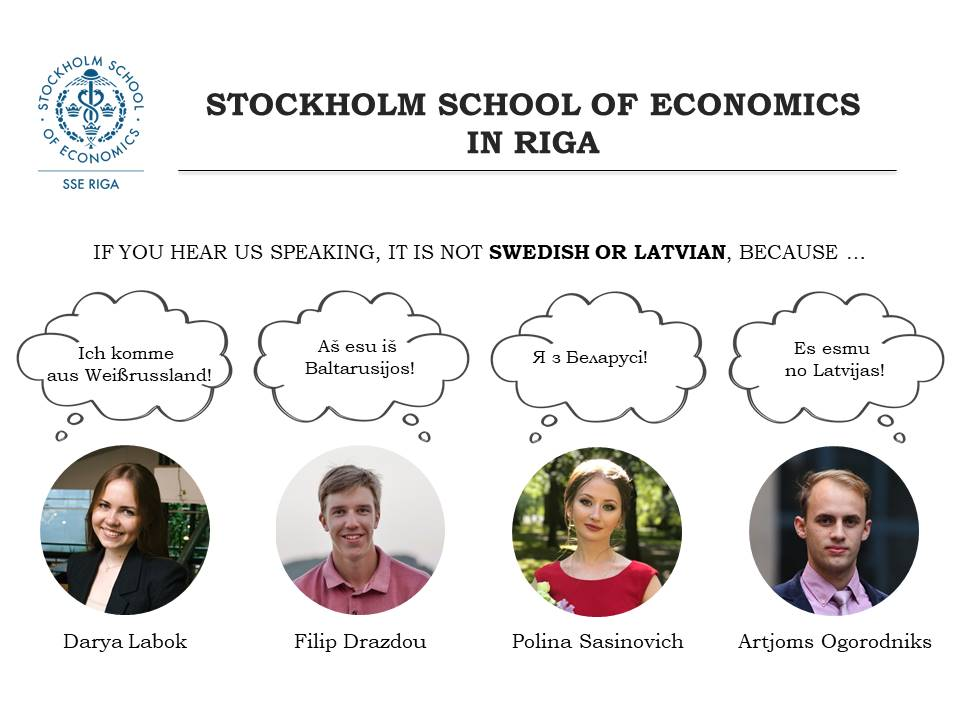 STOCKHOLM SCHOOL
OF ECONOMICS
SSE RIGA
STOCKHOLM SCHOOL OF ECONOMICS
IN RIGA
IF YOU HEAR US SPEAKING, IT IS NOT SWEDISH OR LATVIAN, BECAUSE …
Ich komme
aus Weißrussland!
Aš esu iš
Baltarusijos!
Я з Беларусі!
Es esmu
no Latvijas!
Darya Labok
Filip Drazdou
Polina Sasinovich
Artjoms Ogorodniks